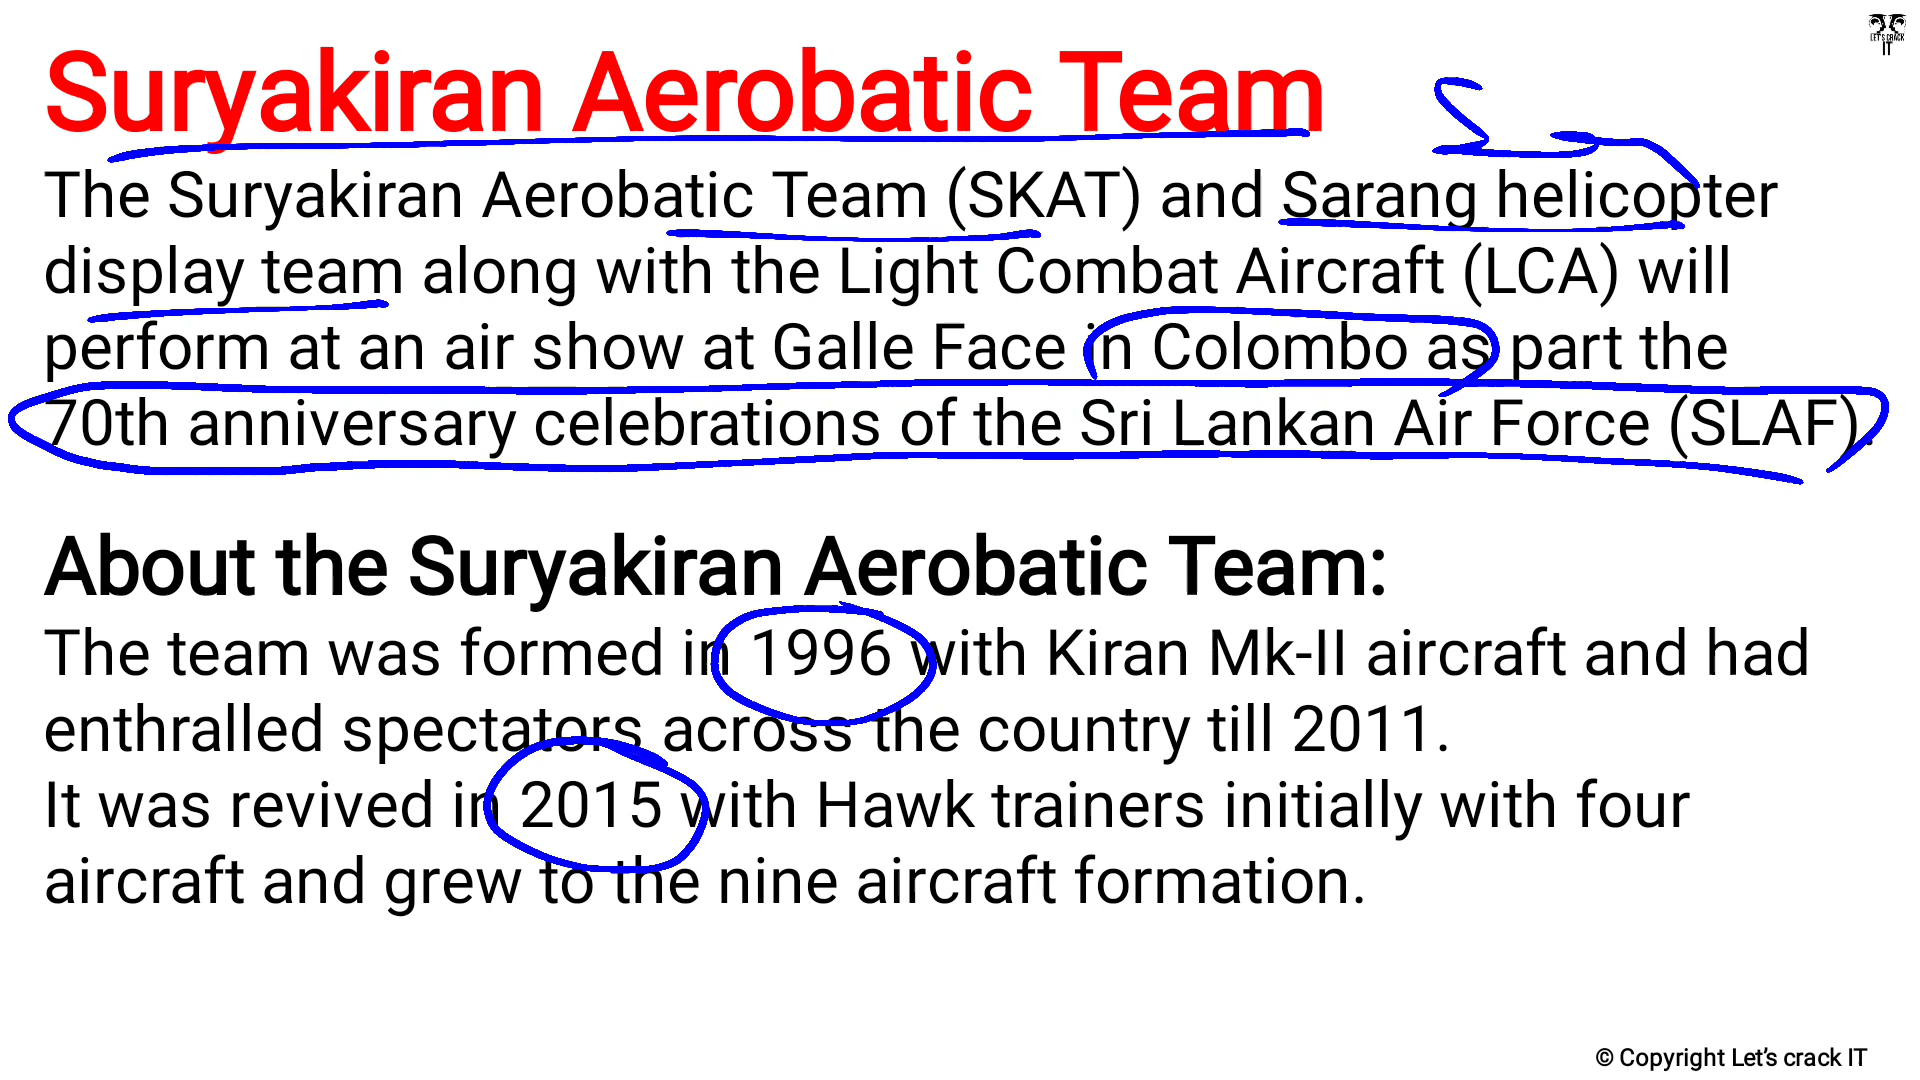 LET'S CRACK
IT
Suryakiran Aerobatic Team
The Suryakiran Aerobatic Team (SKAT) and Sarang helicopter
display team along with the Light Combat Aircraft (LCA) will
perform at an air show at Galle Face in Colombo as part the
70th anniversary celebrations of the Sri Lankan Air Force (SLAF).
About the Suryakiran Aerobatic Team:
The team was formed in 1996 with Kiran Mk-II aircraft and had
enthralled spectators across the country till 2011.
It was revived in 2015 with Hawk trainers initially with four
aircraft and grew to the nine aircraft formation.
© Copyright Let's crack IT